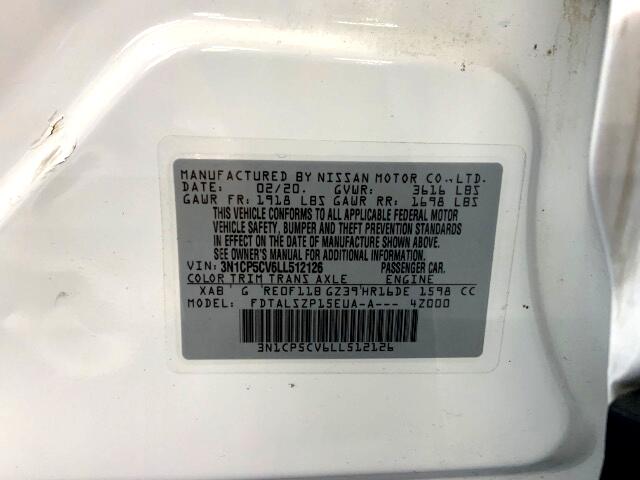 MANUFACTURED BY NISSAN MOTOR CO.,LTD.
DATE: 02/20. GVWR: 3616 LBS
GAWR FR: 1918 LBS GAWR RR: 1698 LBS
THIS VEHICLE CONFORMS TO ALL APPLICABLE FEDERAL MOTOR
VEHICLE SAFETY, BUMPER AND THEFT PREVENTION STANDARDS
IN EFFECT ON THE DATE OF MANUFACTURE SHOWN ABOVE.
SEE OWNER'S MANUAL FOR ADDITIONAL INFORMATION.
VIN: 3N1CP5CV6LL512126 PASSENGER CAR.
COLOR TRIM TRANS AXLE ENGINE
XAB G RE0F11B GZ39 HR16DE 1598 CC
MODEL: FDTALSZP15EUA-A--- 4Z000
3N1CP5CV6LL512126